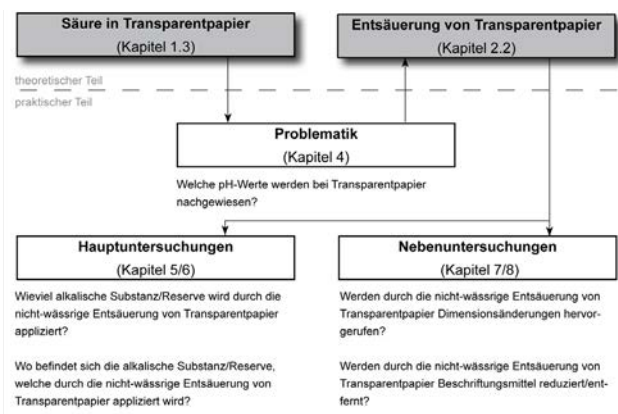 Säure in Transparentpapier
(Kapitel 1.3)
Entsäuerung von Transparentpapier
(Kapitel 2.2)
theoretischer Teil
praktischer Teil
Problematik
(Kapitel 4)
Welche pH-Werte werden bei Transparentpapier
nachgewiesen?
Hauptuntersuchungen
(Kapitel 5/6)
Wieviel alkalische Substanz/Reserve wird durch die
nicht-wässrige Entsäuerung von Transparentpapier
appliziert?
Wo befindet sich die alkalische Substanz/Reserve,
welche durch die nicht-wässrige Entsäuerung von
Transparentpapier appliziert wird?
Nebenuntersuchungen
(Kapitel 7/8)
Werden durch die nicht-wässrige Entsäuerung von
Transparentpapier Dimensionsänderungen hervor-
gerufen?
Werden durch die nicht-wässrige Entsäuerung von
Transparentpapier Beschriftungsmittel reduziert/ent-
fernt?